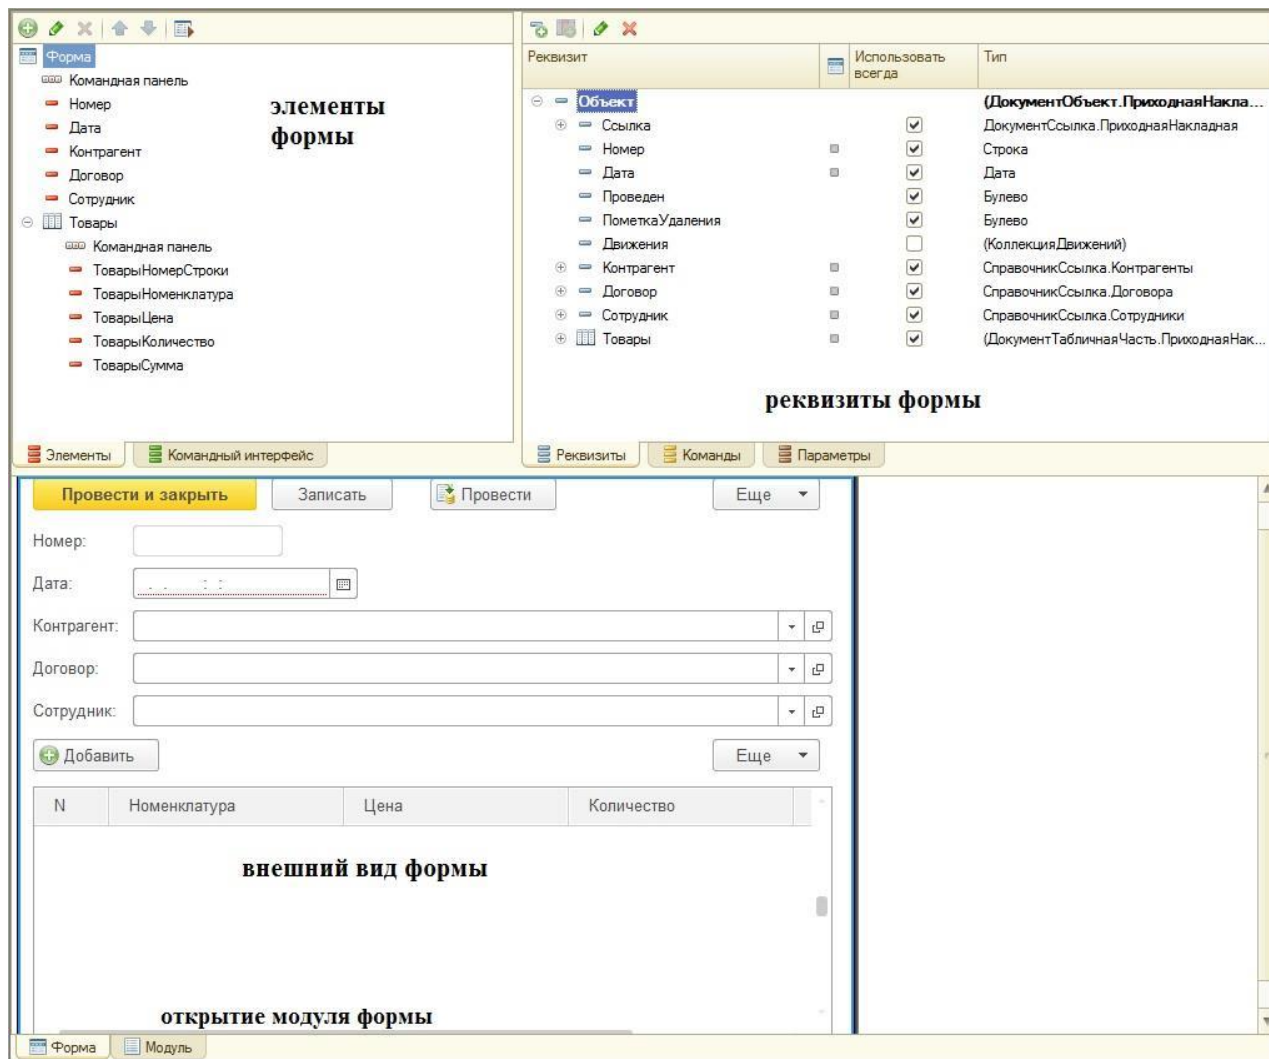 Форма
Командная панель
Номер
Дата
Контрагент
Договор
Сотрудник
Товары
Командная панель
ТоварыНомерСтроки
ТоварыНоменклатура
ТоварыЦена
ТоварыКоличество
ТоварыСумма
элементы
формы
Элементы Командный интерфейс
Реквизит Использовать всегда Тип
Объект (ДокументОбъект.ПриходнаяНакла...
Ссылка ДокументСсылка.ПриходнаяНакладная
Номер Строка
Дата Дата
Проведен Булево
ПометкаУдаления Булево
Движения (КоллекцияДвижений)
Контрагент СправочникСсылка.Контрагенты
Договор СправочникСсылка.Договора
Сотрудник СправочникСсылка.Сотрудники
Товары (ДокументТабличнаяЧасть.ПриходнаяНак...
реквизиты формы
Реквизиты Команды Параметры
Провести и закрыть Записать Провести Еще
Номер:
Дата: . . : :
Контрагент:
Договор:
Сотрудник:
Добавить Еще
N Номенклатура Цена Количество
внешний вид формы
открытие модуля формы
Форма Модуль